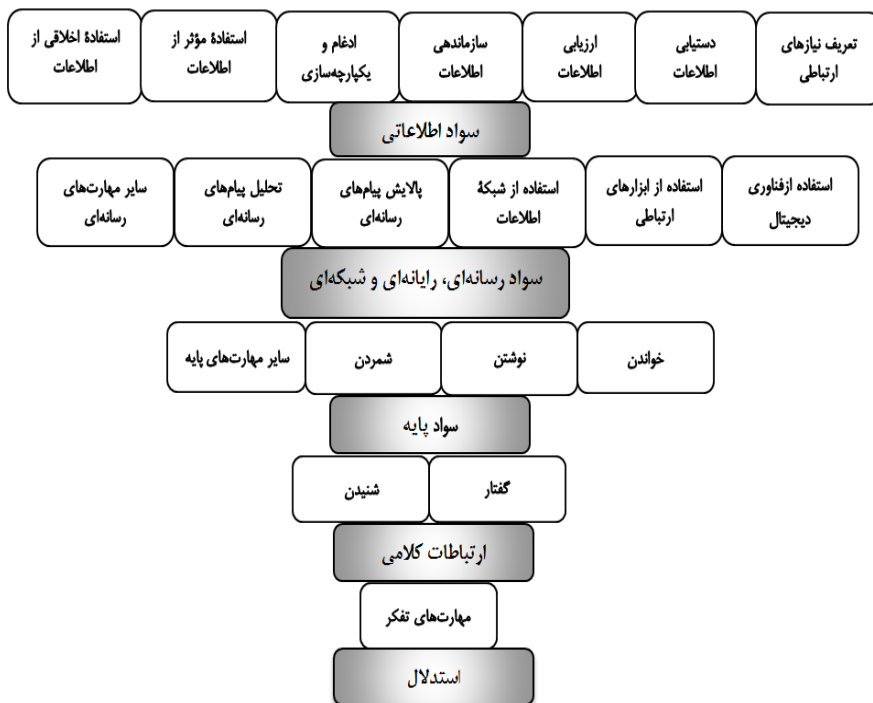 تعریف نیازهای
ارتباطی
دستیابی
اطلاعات
ارزیابی
اطلاعات
سازماندهی
اطلاعات
ادغام و
یکپارچه‌سازی
استفادهٔ مؤثر از
اطلاعات
استفادهٔ اخلاقی از
اطلاعات
سواد اطلاعاتی
استفاده ازفناوری
دیجیتال
استفاده از ابزارهای
ارتباطی
استفاده از شبکهٔ
اطلاعات
پالایش پیام‌های
رسانه‌ای
تحلیل پیام‌های
رسانه‌ای
سایر مهارت‌های
رسانه‌ای
سواد رسانه‌ای، رایانه‌ای و شبکه‌ای
خواندن
نوشتن
شمردن
سایر مهارت‌های پایه
سواد پایه
گفتار
شنیدن
ارتباطات کلامی
مهارت‌های تفکر
استدلال